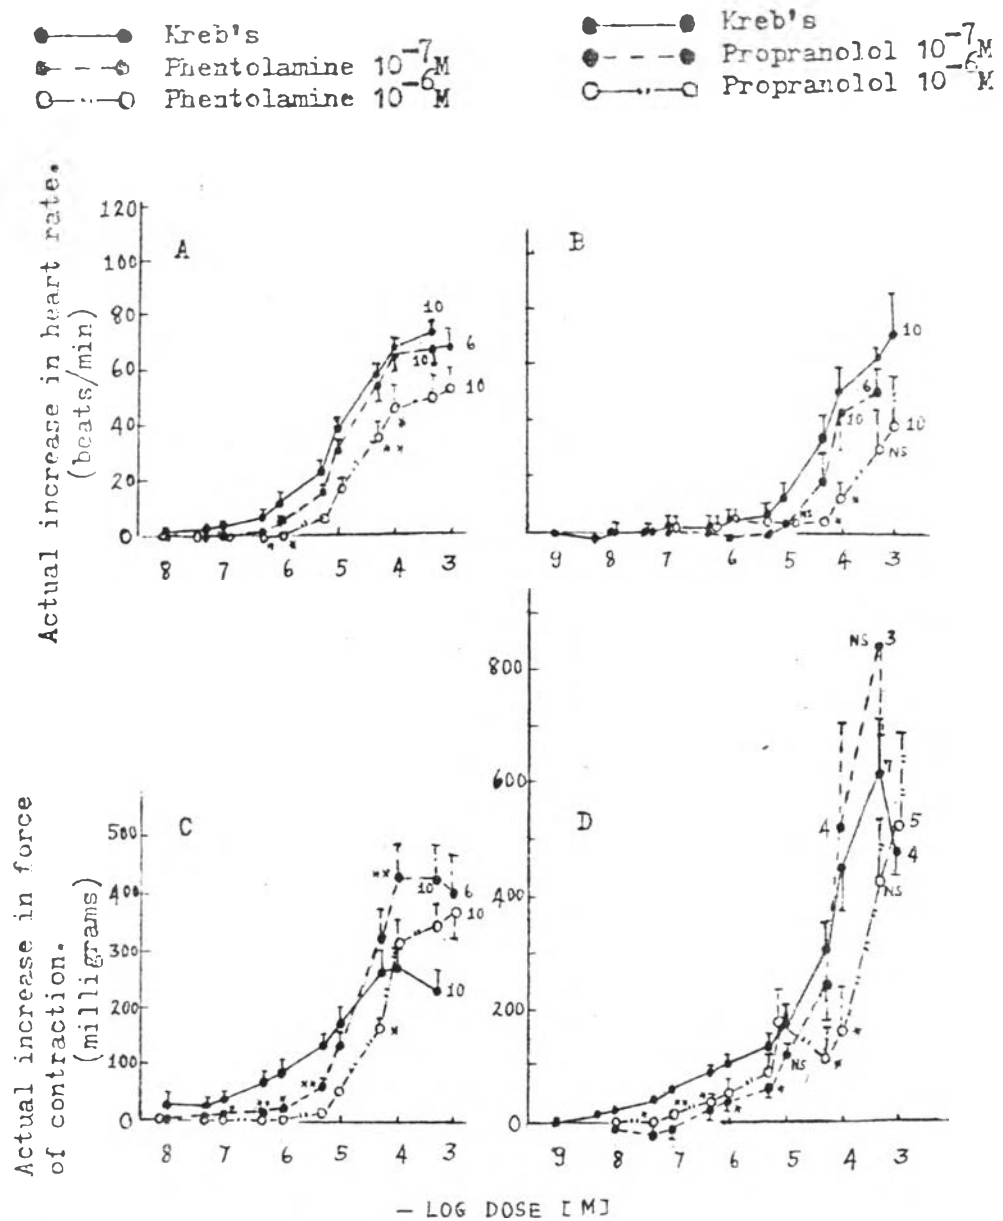 Kreb's
Phentolamine 10⁻⁷M
Phentolamine 10⁻⁶M
Kreb's
Propranolol 10⁻⁷M
Propranolol 10⁻⁶M
Actual increase in heart rate.
(beats/min)
120
100
80
60
40
20
0
A
10
6
10
10
**
*
*
*
8 7 6 5 4 3
B
10
6
10
10
NS
NS
*
*
9 8 7 6 5 4 3
Actual increase in force
of contraction.
(milligrams)
500
400
300
200
100
0
C
**
10
6
10
10
*
**
*
**
*
8 7 6 5 4 3
800
600
400
200
0
D
NS
3
7
4
5
4
NS
*
*
NS
*
*
**
*
*
9 8 7 6 5 4 3
— LOG DOSE [M]